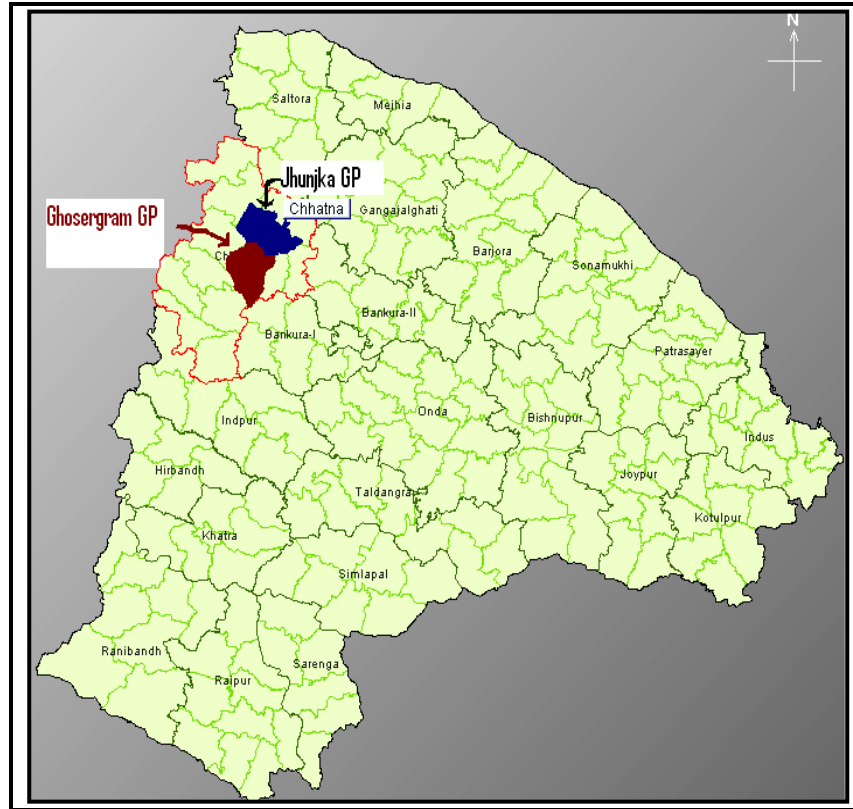 N
Saltora
Mejhia
Jhunjka GP
Chhatna
Gangajalghati
Ghosergram GP
Ch
Barjora
Sonamukhi
Bankura-II
Bankura-I
Patrasayer
Onda
Bishnupur
Indpur
Indus
Hirbandh
Joypur
Taldangra
Kotulpur
Khatra
Simlapal
Ranibandh
Sarenga
Raipur